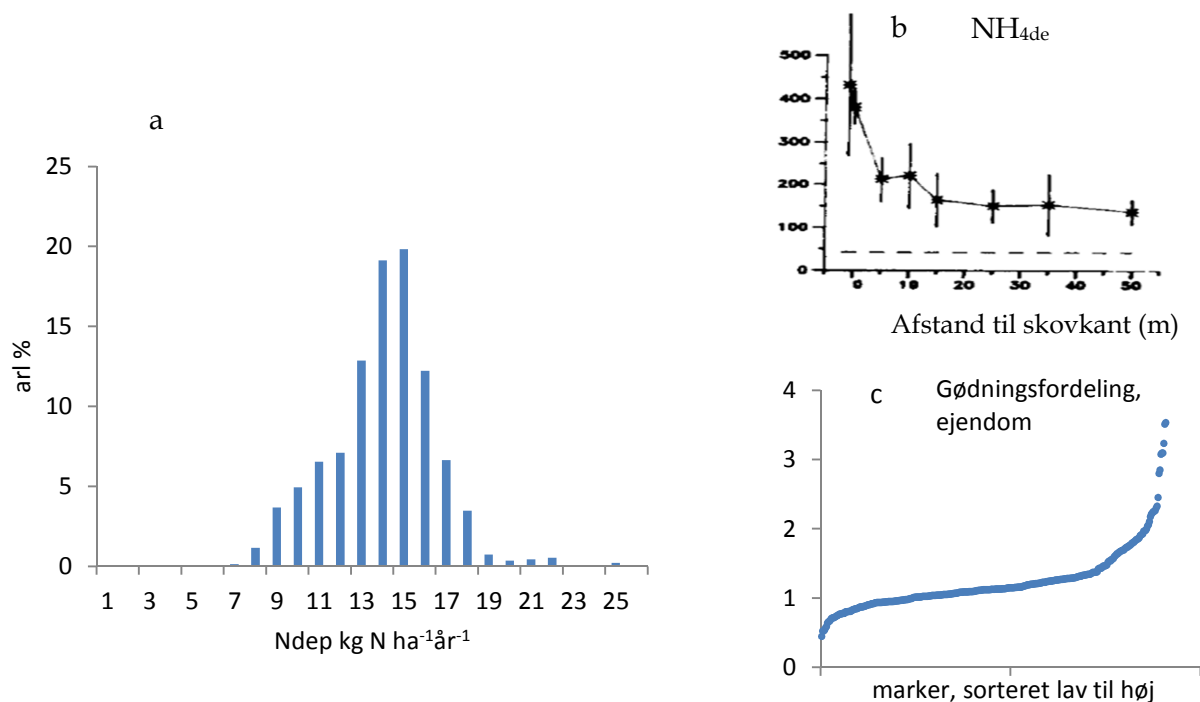 a
25
20
15
10
5
0
arl %
1 3 5 7 9 11 13 15 17 19 21 23 25
Ndep kg N ha⁻¹år⁻¹
b NH₄de
500
400
300
200
100
0
0 10 20 30 40 50
Afstand til skovkant (m)
c Gødningsfordeling,
ejendom
4
3
2
1
0
marker, sorteret lav til høj